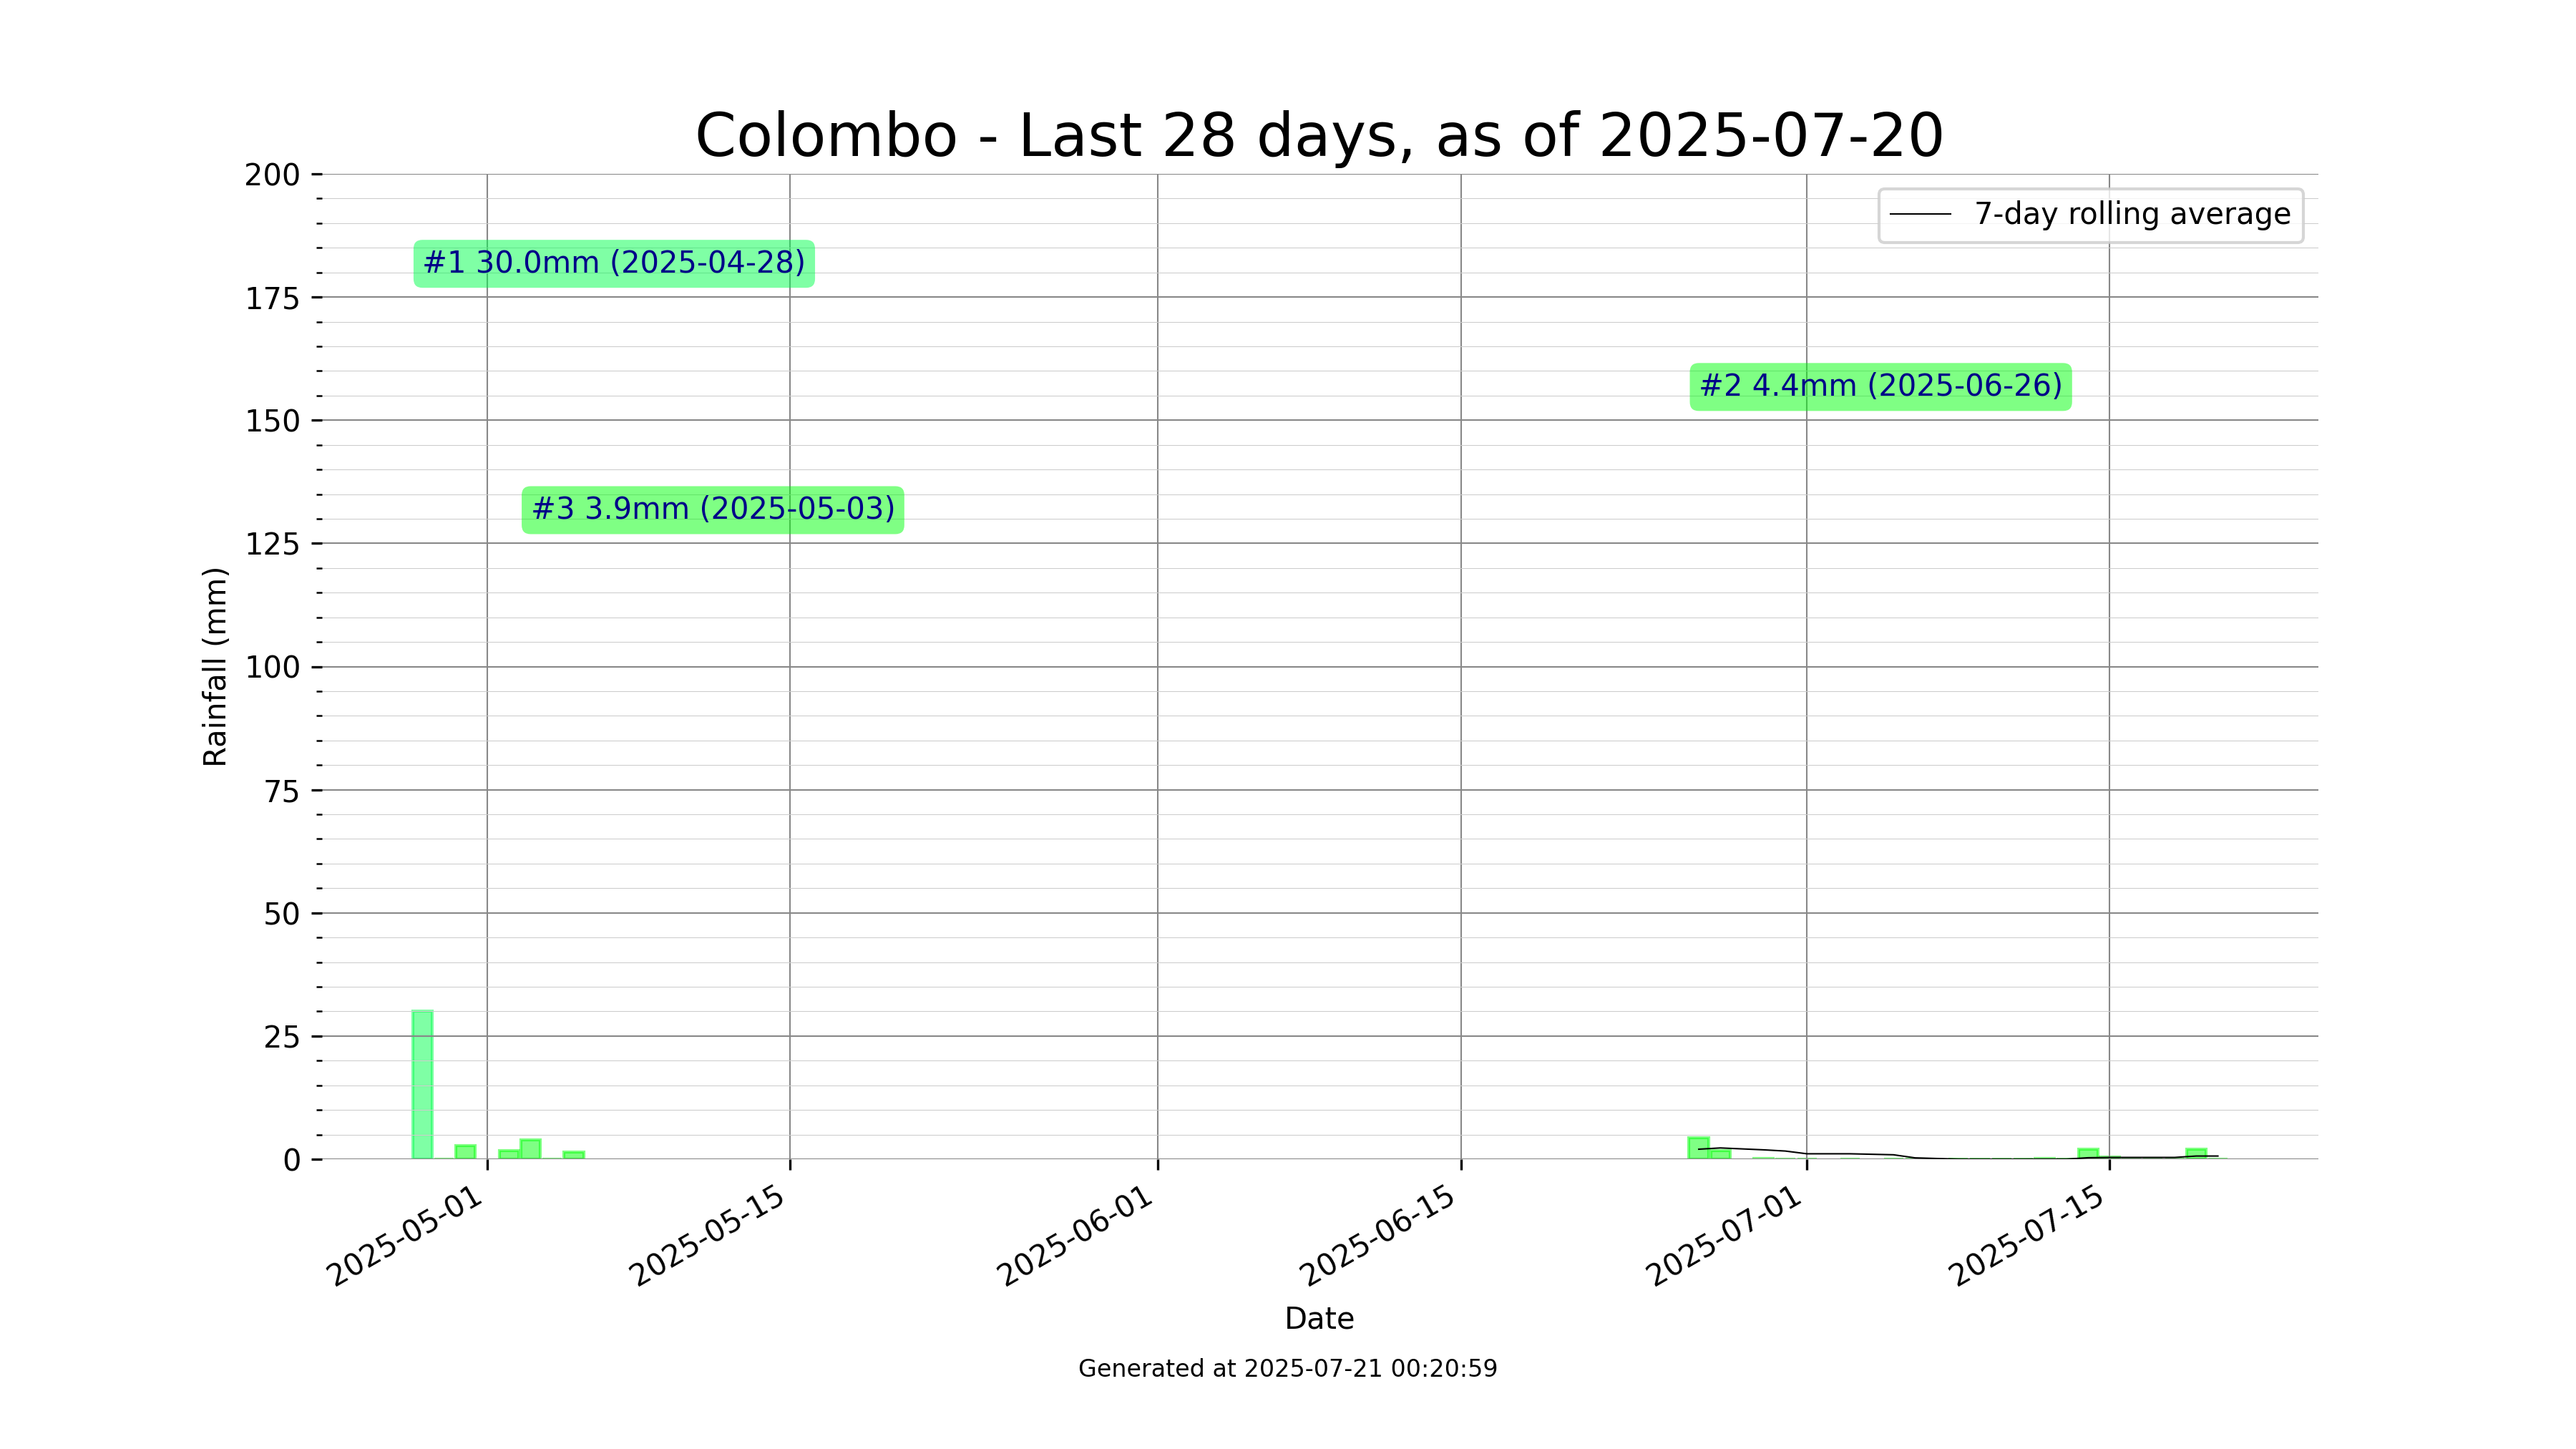 Colombo - Last 28 days, as of 2025-07-20
7-day rolling average
#1 30.0mm (2025-04-28)
#2 4.4mm (2025-06-26)
#3 3.9mm (2025-05-03)
Rainfall (mm)
200
175
150
125
100
75
50
25
0
2025-05-01
2025-05-15
2025-06-01
2025-06-15
2025-07-01
2025-07-15
Date
Generated at 2025-07-21 00:20:59